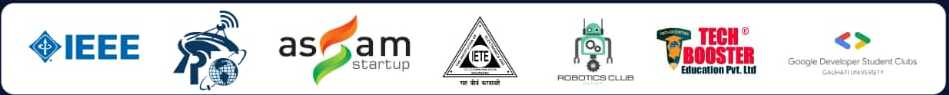 IEEE
assam
startup
IETE
ROBOTICS CLUB
TECH ©
BOOSTER
Education Pvt. Ltd
Google Developer Student Clubs
GAUHATI UNIVERSITY